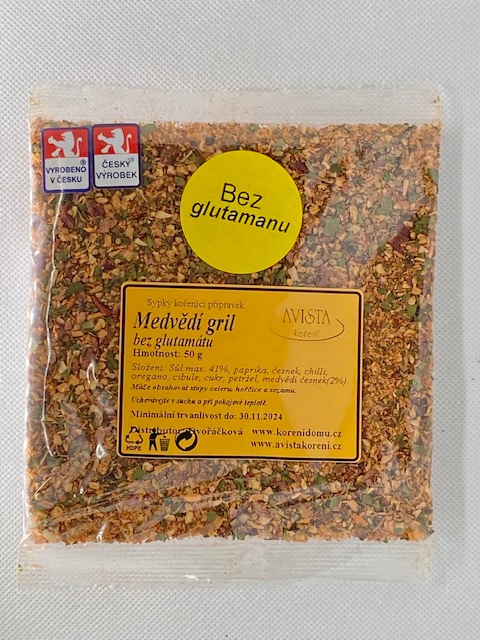 VYROBENO
V ČESKU
ČESKÝ
VÝROBEK
Bez
glutamanu
Sypký kořenící přípravek
Medvědí gril
bez glutamátu
Hmotnost: 50 g
AVISTA
koření
Složení: Sůl max. 41%, paprika, česnek, chilli,
oregano, cibule, cukr, petržel, medvědí česnek(2%).
Může obsahovat stopy celeru, hořčice a sezamu.
Uchovávejte v suchu a při pokojové teplotě.
Minimální trvanlivost do: 30.11.2024
Distributor: Dvořáčková www.korenidomu.cz
www.avistakoreni.cz
HDPE